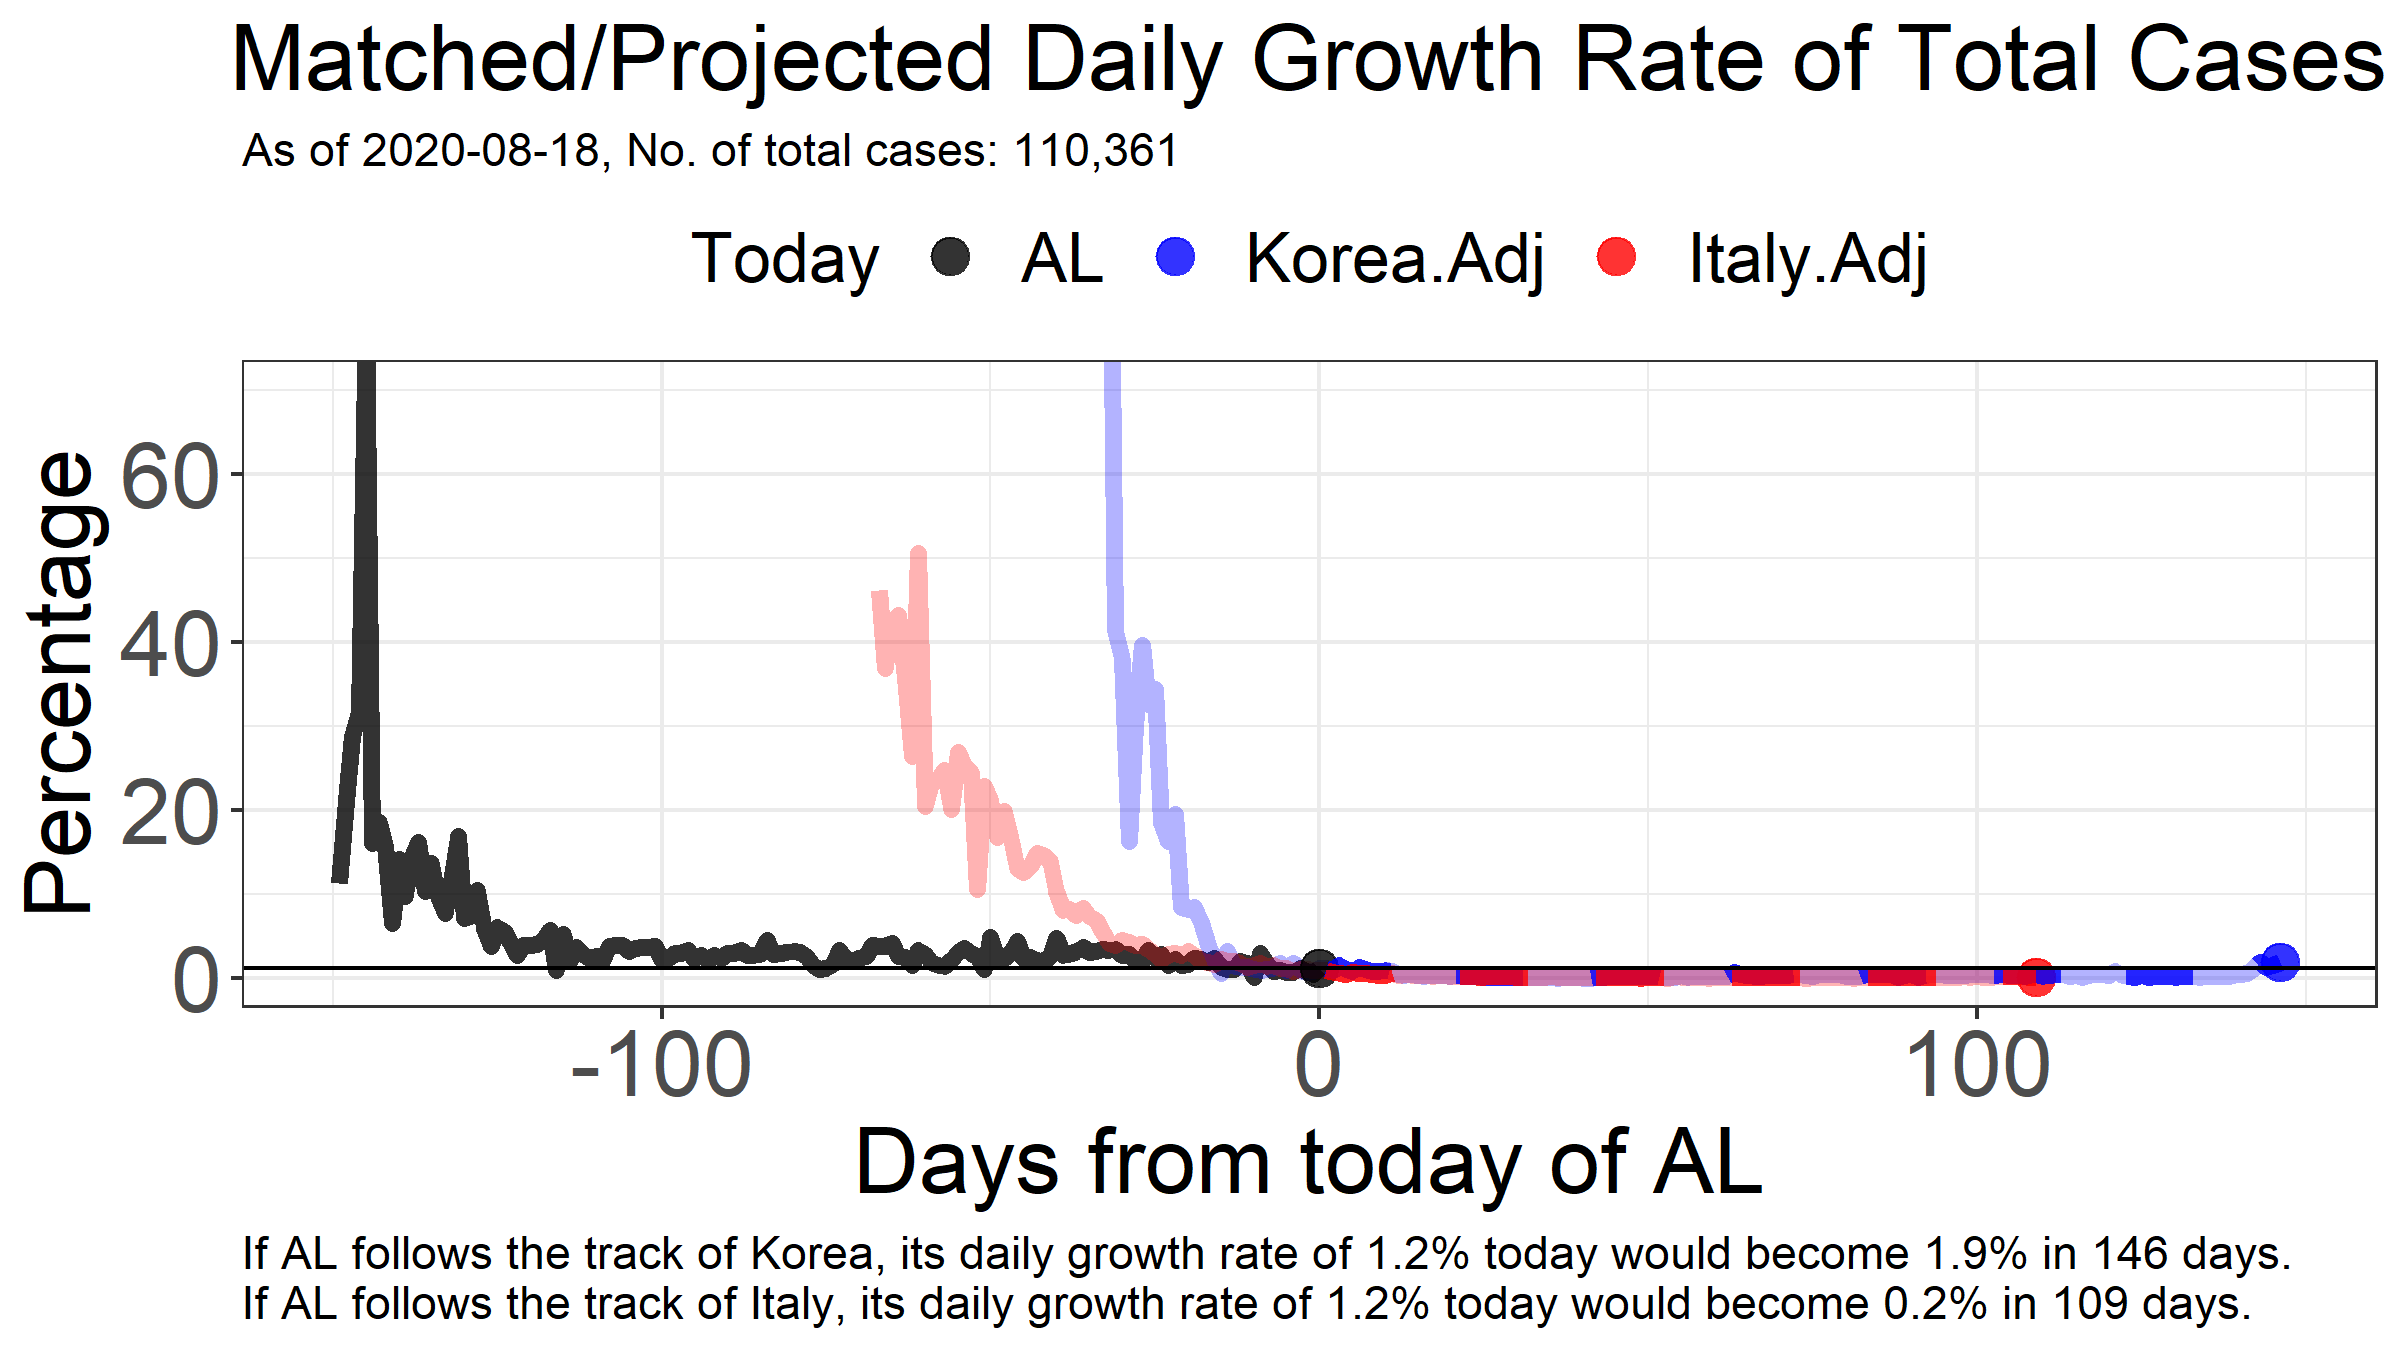 Matched/Projected Daily Growth Rate of Total Cases
As of 2020-08-18, No. of total cases: 110,361
Today AL Korea.Adj Italy.Adj
Percentage
60
40
20
0
-100 0 100
Days from today of AL
If AL follows the track of Korea, its daily growth rate of 1.2% today would become 1.9% in 146 days.
If AL follows the track of Italy, its daily growth rate of 1.2% today would become 0.2% in 109 days.